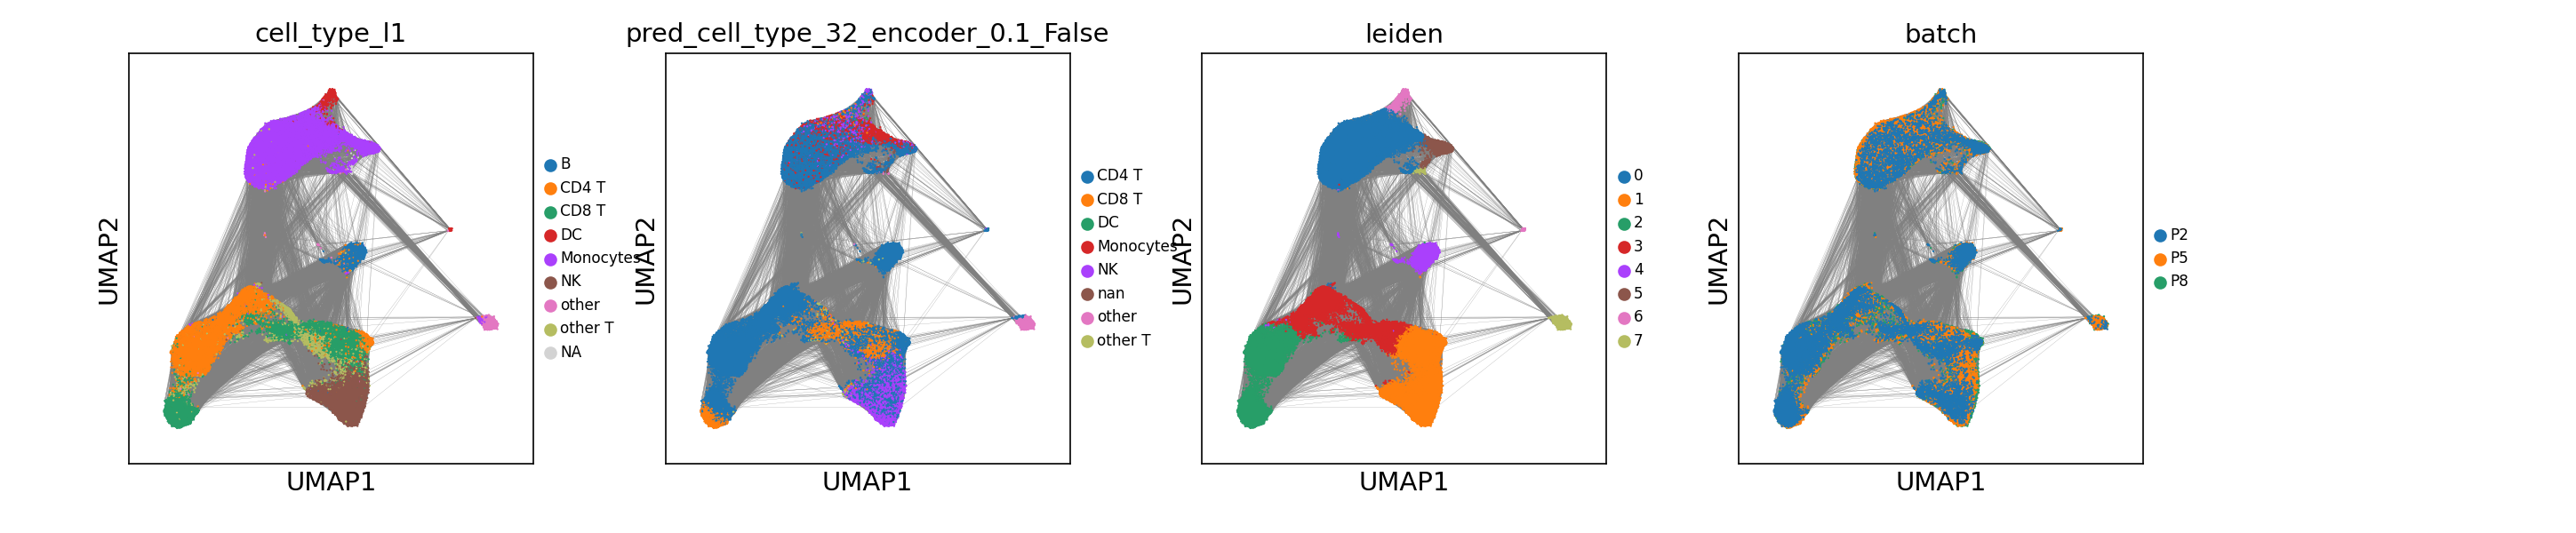 cell_type_l1
UMAP2
UMAP1
B
CD4 T
CD8 T
DC
Monocytes
NK
other
other T
NA
pred_cell_type_32_encoder_0.1_False
UMAP2
UMAP1
CD4 T
CD8 T
DC
Monocytes
NK
nan
other
other T
leiden
UMAP2
UMAP1
0
1
2
3
4
5
6
7
batch
UMAP2
UMAP1
P2
P5
P8